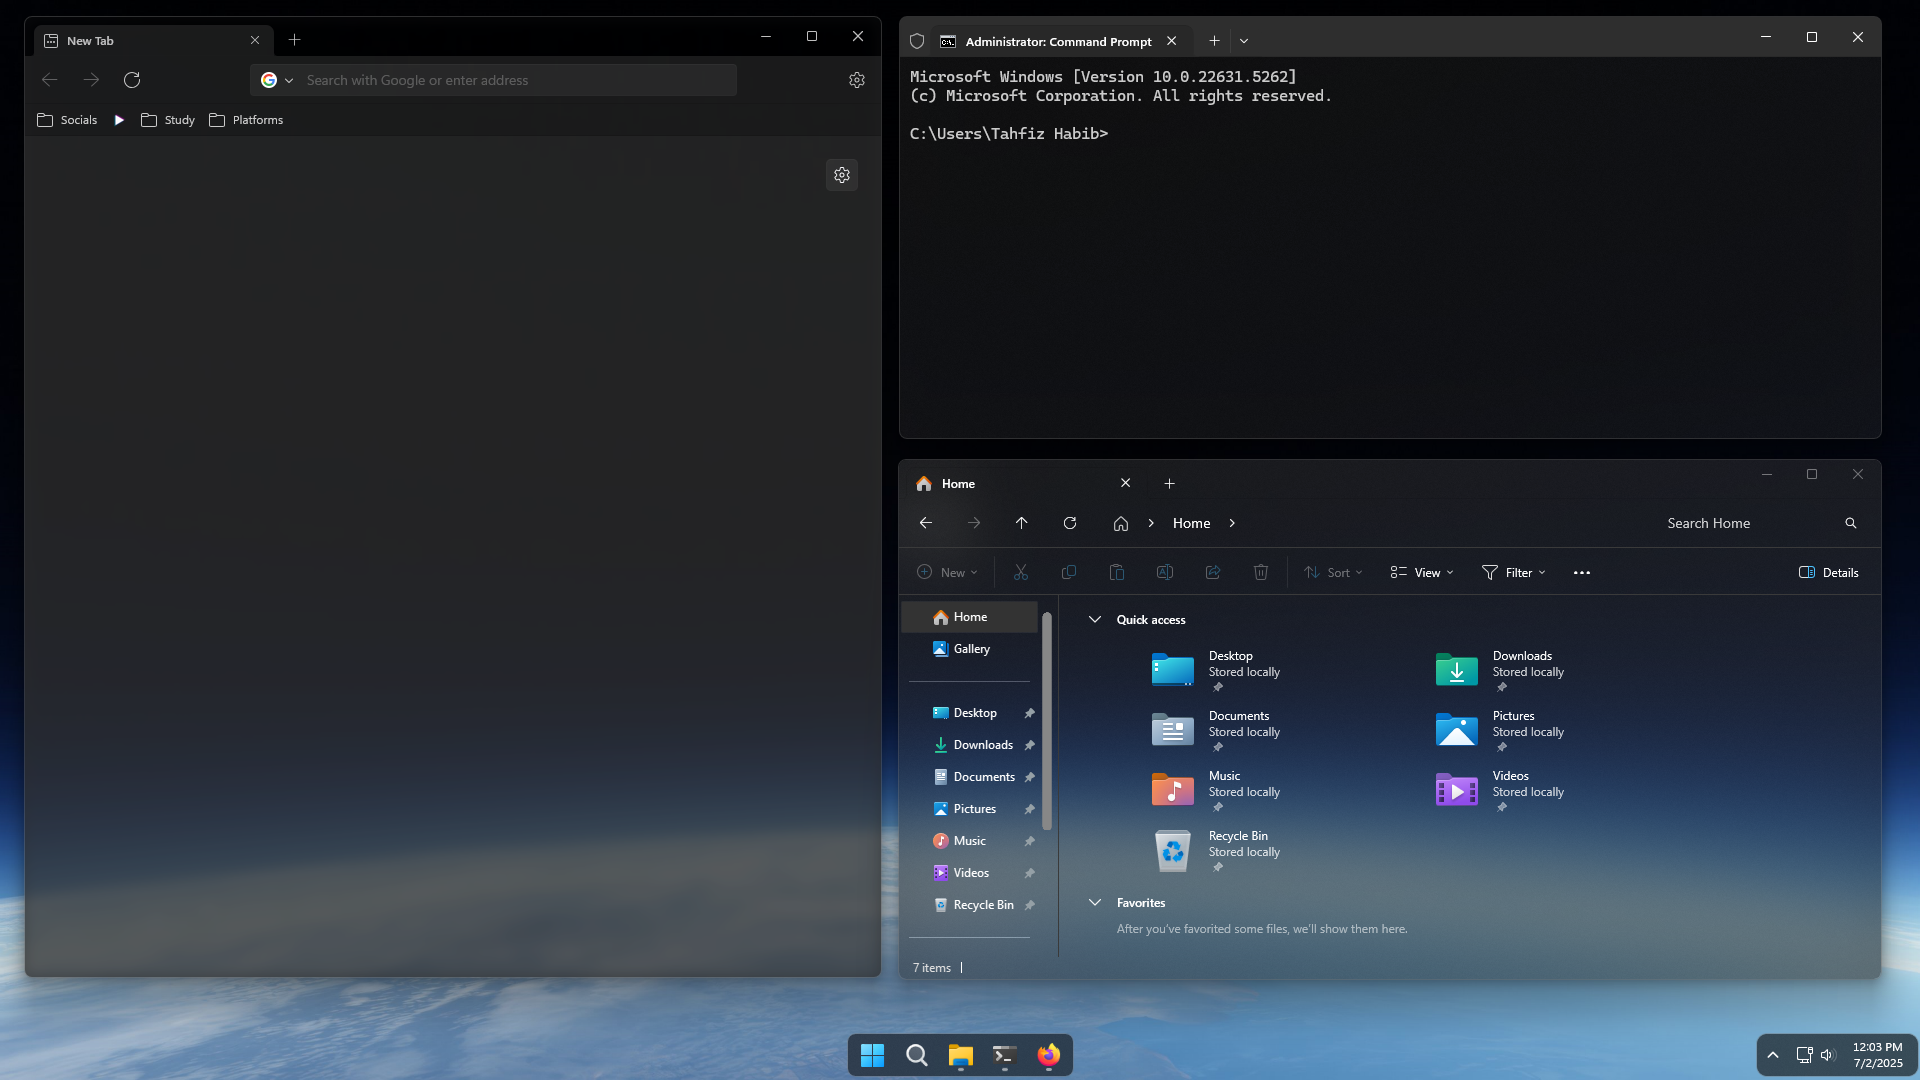 New Tab
Search with Google or enter address
Socials
Study
Platforms
Administrator: Command Prompt
Microsoft Windows [Version 10.0.22631.5262]
(c) Microsoft Corporation. All rights reserved.
C:\Users\Tahfiz Habib>
Home
Home
Search Home
New
Sort
View
Filter
Details
Home
Gallery
Desktop
Downloads
Documents
Pictures
Music
Videos
Recycle Bin
Quick access
Desktop
Stored locally
Downloads
Stored locally
Documents
Stored locally
Pictures
Stored locally
Music
Stored locally
Videos
Stored locally
Recycle Bin
Stored locally
Favorites
After you've favorited some files, we'll show them here.
7 items
12:03 PM
7/2/2025